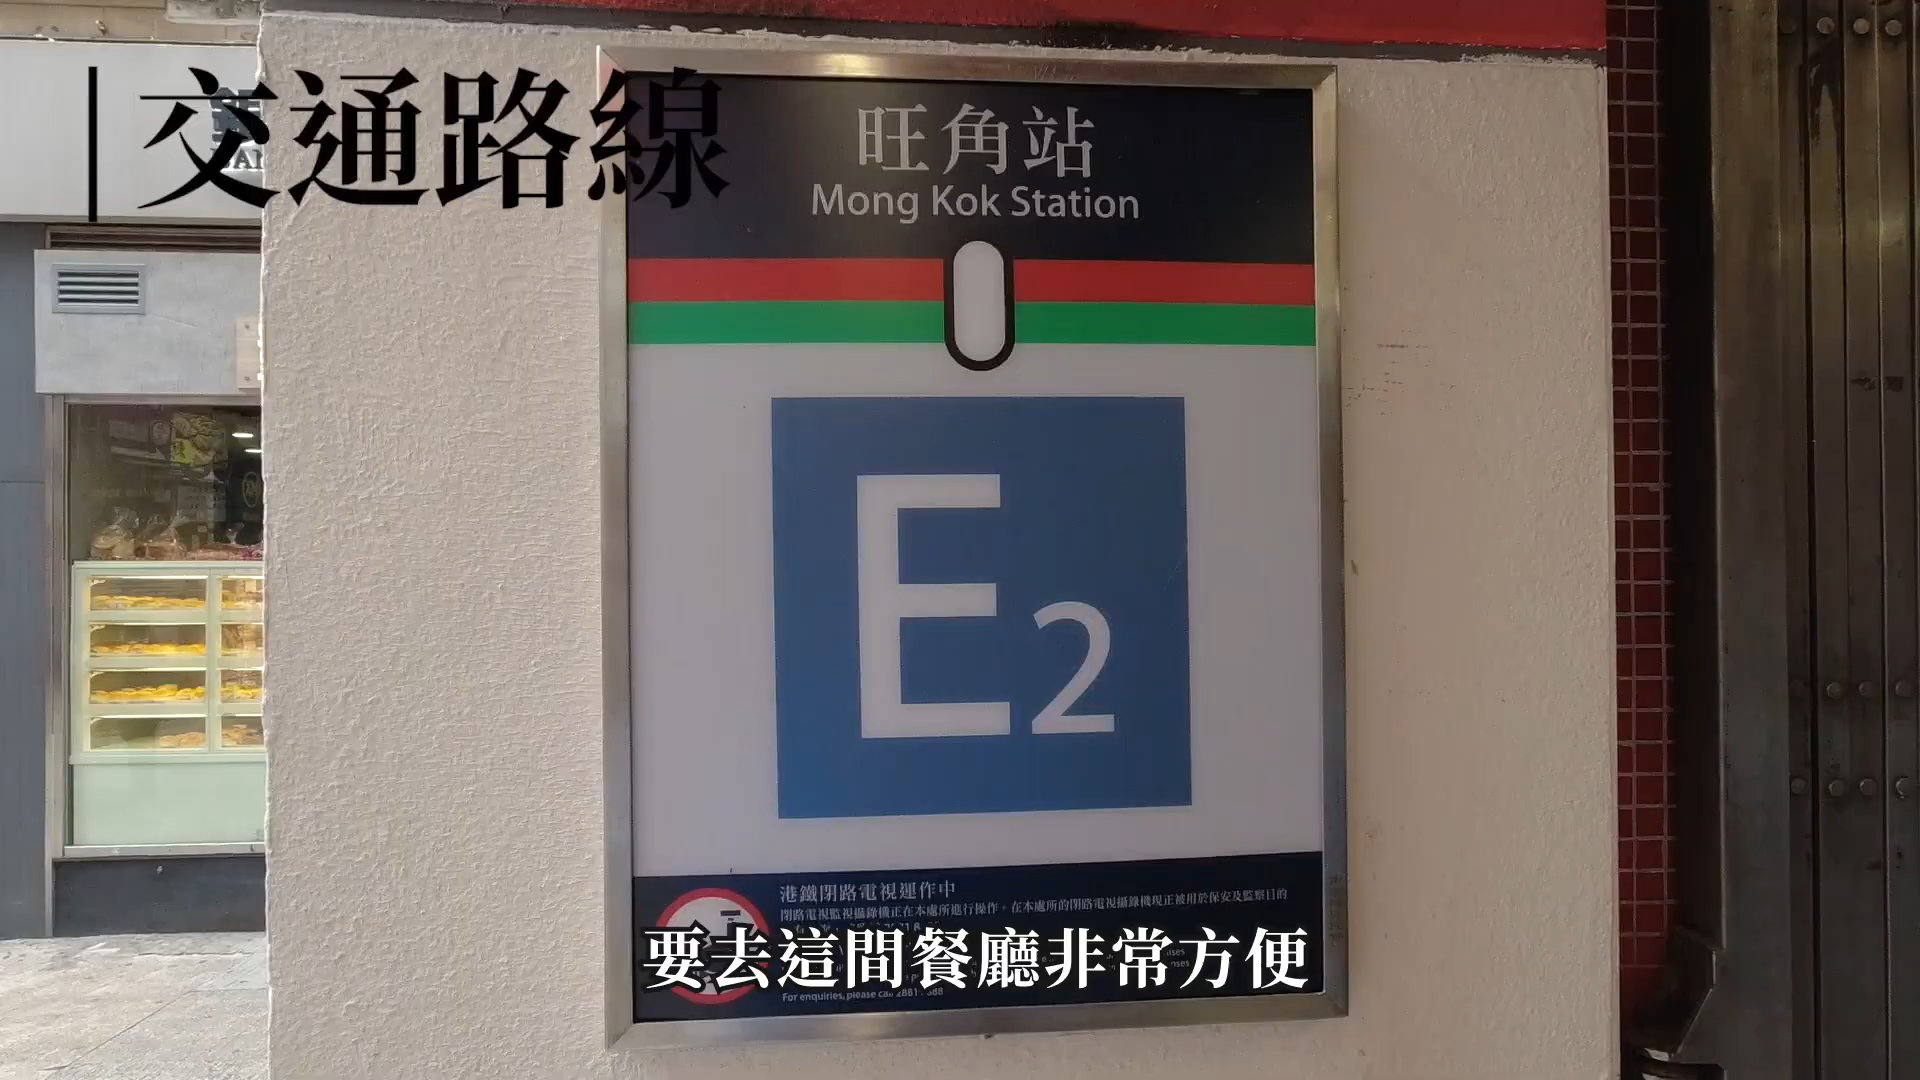 交通路線
旺角站
Mong Kok Station
E2
港鐵閉路電視運作中
閉路電視監視攝錄機正在本處所進行操作。在本處所的閉路電視攝錄機現正被用於保安及監察目的
要去這間餐廳非常方便
For enquiries, please call 2881